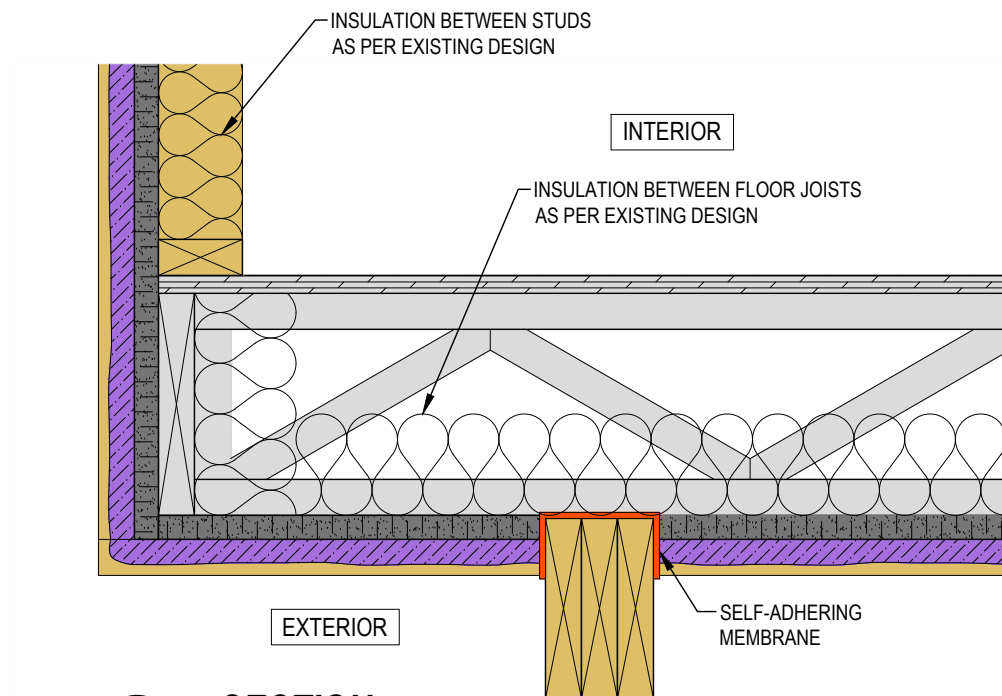 INSULATION BETWEEN STUDS
AS PER EXISTING DESIGN
INTERIOR
INSULATION BETWEEN FLOOR JOISTS
AS PER EXISTING DESIGN
SELF-ADHERING
MEMBRANE
EXTERIOR
SECTION